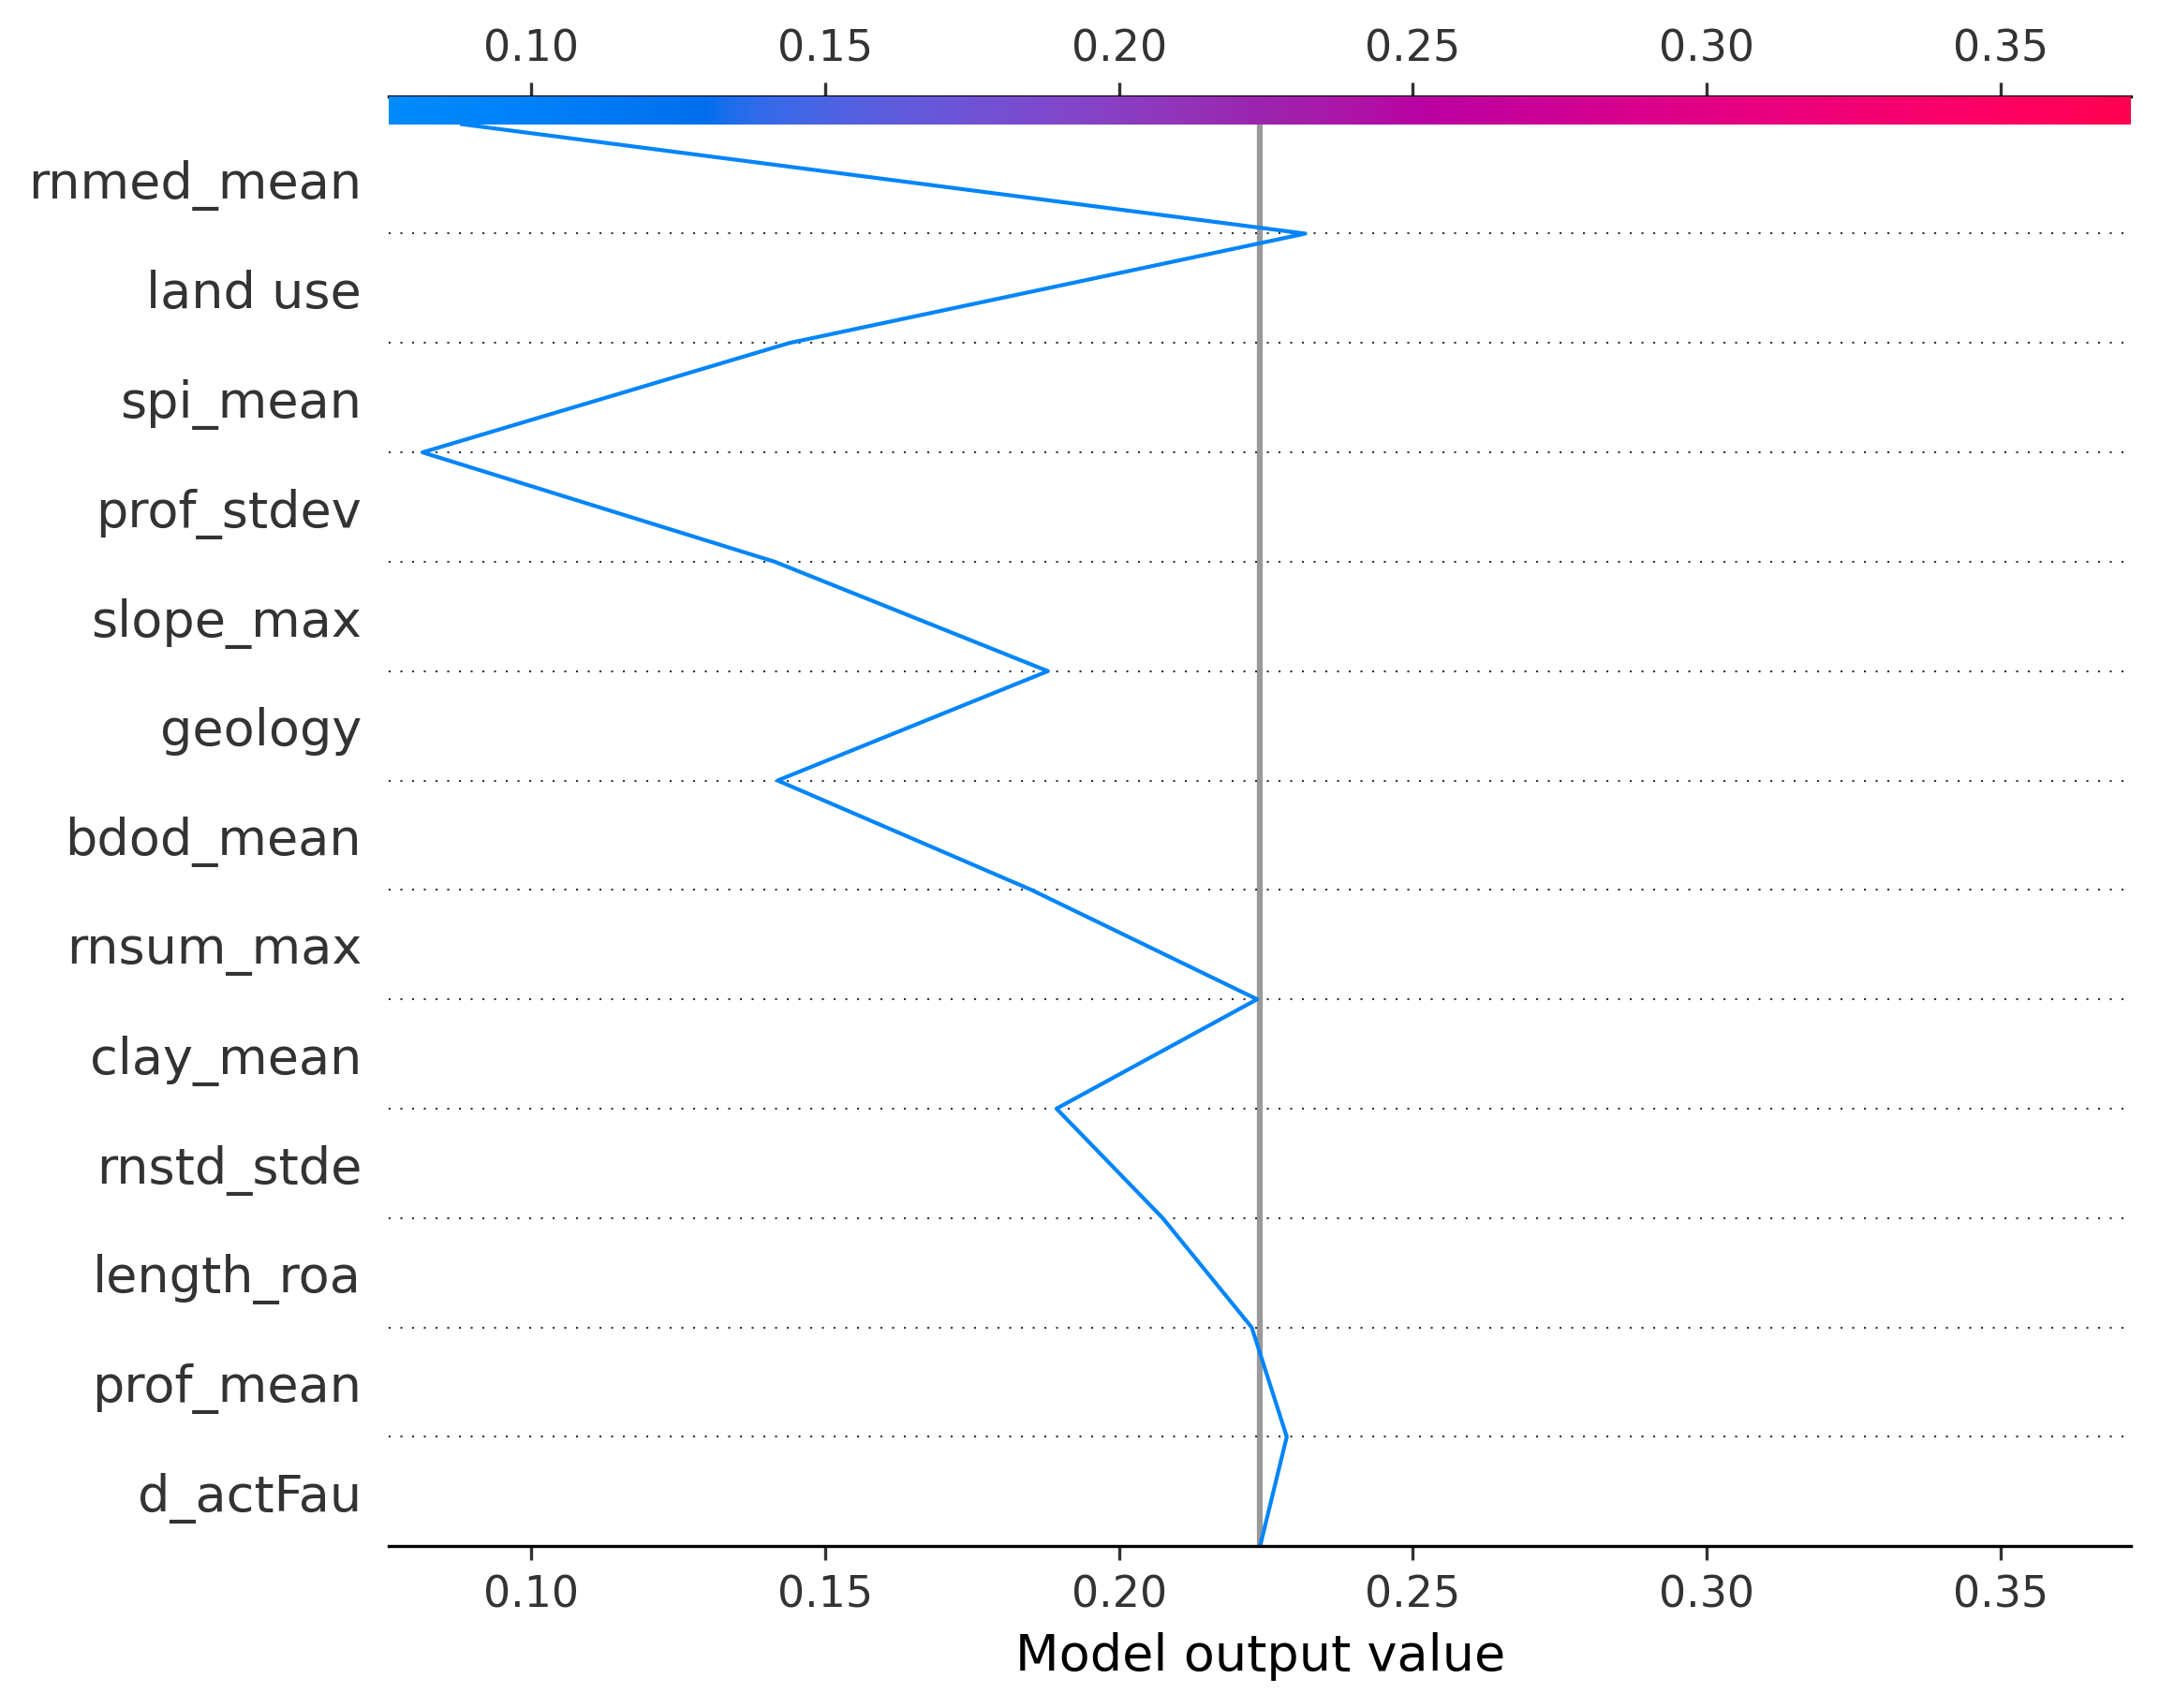 0.10 0.15 0.20 0.25 0.30 0.35
rnmed_mean
land use
spi_mean
prof_stdev
slope_max
geology
bdod_mean
rnsum_max
clay_mean
rnstd_stde
length_roa
prof_mean
d_actFau
0.10 0.15 0.20 0.25 0.30 0.35
Model output value